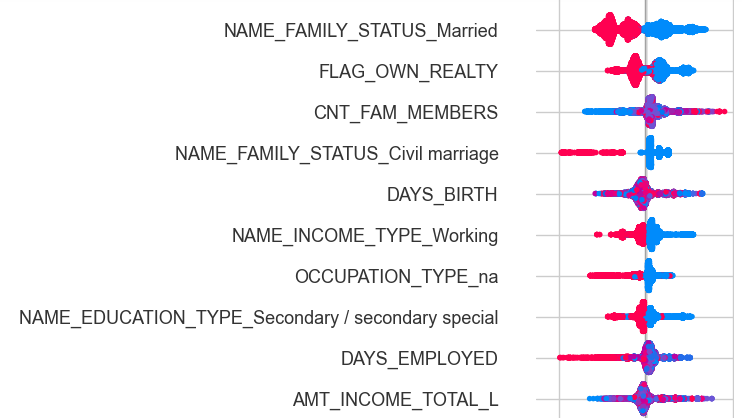 NAME_FAMILY_STATUS_Married
FLAG_OWN_REALTY
CNT_FAM_MEMBERS
NAME_FAMILY_STATUS_Civil marriage
DAYS_BIRTH
NAME_INCOME_TYPE_Working
OCCUPATION_TYPE_na
NAME_EDUCATION_TYPE_Secondary / secondary special
DAYS_EMPLOYED
AMT_INCOME_TOTAL_L